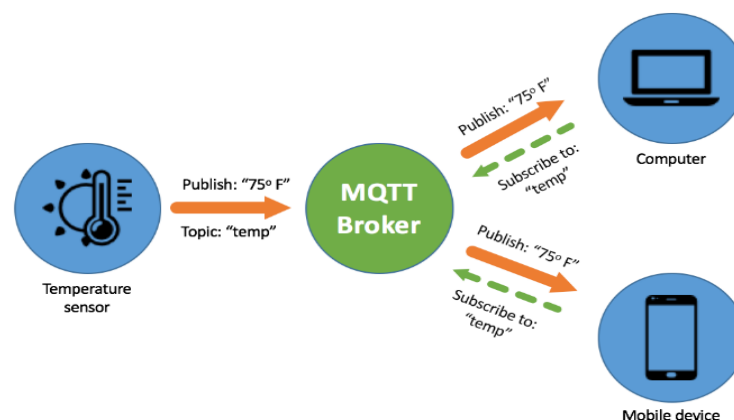 Publish: “75º F”
Topic: “temp”
Temperature
sensor
MQTT
Broker
Publish: “75º F”
Subscribe to:
“temp”
Computer
Publish: “75º F”
Subscribe to:
“temp”
Mobile device